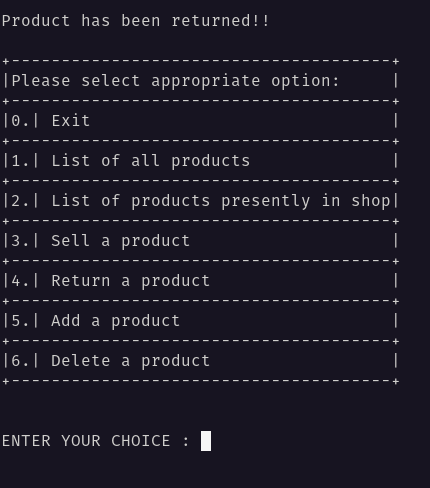 Product has been returned!!
+--------------------------------------+
|Please select appropriate option:     |
+--------------------------------------+
|0.| Exit                              |
+--------------------------------------+
|1.| List of all products              |
+--------------------------------------+
|2.| List of products presently in shop|
+--------------------------------------+
|3.| Sell a product                    |
+--------------------------------------+
|4.| Return a product                  |
+--------------------------------------+
|5.| Add a product                     |
+--------------------------------------+
|6.| Delete a product                  |
+--------------------------------------+
ENTER YOUR CHOICE :